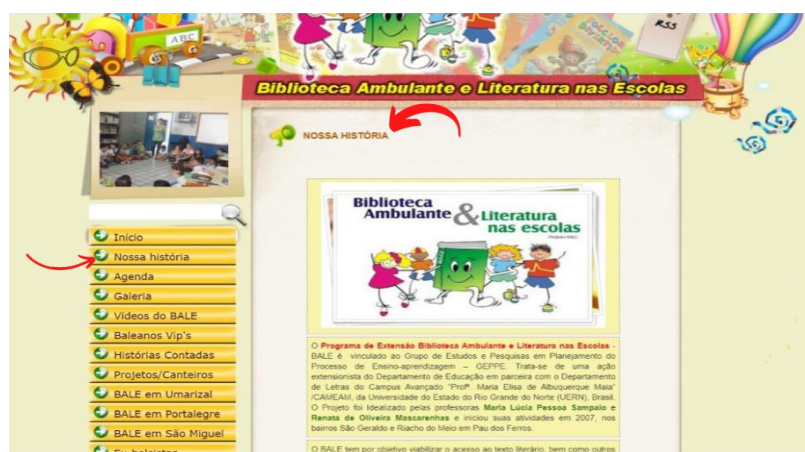 ABC
RSS
Biblioteca Ambulante e Literatura nas Escolas
NOSSA HISTÓRIA
Biblioteca
Ambulante & Literatura
nas escolas
Início
Nossa história
Agenda
Galeria
Vídeos do BALE
Baleanos Vip's
Histórias Contadas
Projetos/Canteiros
BALE em Umarizal
BALE em Portalegre
BALE em São Miguel
O Programa de Extensão Biblioteca Ambulante e Literatura nas Escolas -
BALE é vinculado ao Grupo de Estudos e Pesquisas em Planejamento do
Processo de Ensino-aprendizagem – GEPPE. Trata-se de uma ação
extensionista do Departamento de Educação em parceira com o Departamento
de Letras do Campus Avançado "Profª. Maria Elisa de Albuquerque Maia"
/CAMEAM, da Universidade do Estado do Rio Grande do Norte (UERN), Brasil.
O Projeto foi Idealizado pelas professoras Maria Lúcia Pessoa Sampaio e
Renata de Oliveira Mascarenhas e iniciou suas atividades em 2007, nos
bairros São Geraldo e Riacho do Meio em Pau dos Ferros.
O BALE tem por objetivo viabilizar o acesso ao texto literário, bem como outros